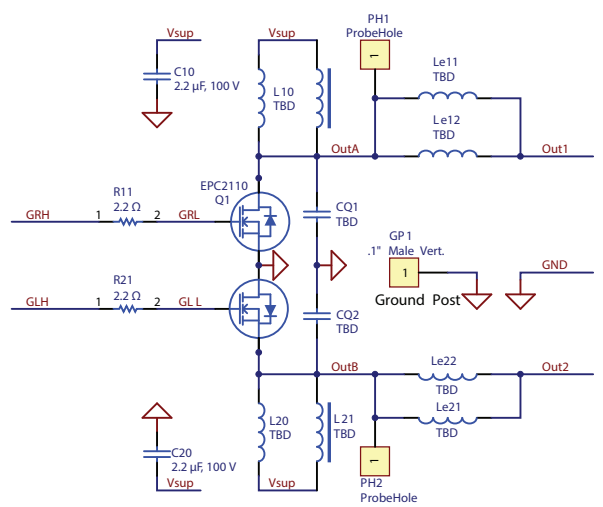 PH1
ProbeHole
1
Vsup
Vsup
C10
2.2 µF, 100 V
L10
TBD
Le11
TBD
Le12
TBD
OutA
Out1
EPC2110
Q1
R11
2.2 Ω
GRH
1
2
GRL
CQ1
TBD
GP1
.1" Male Vert.
1
Ground Post
GND
R21
2.2 Ω
GLH
1
2
GL L
CQ2
TBD
OutB
Le22
TBD
Out2
Le21
TBD
L20
TBD
L21
TBD
C20
2.2 µF, 100 V
Vsup
Vsup
1
PH2
ProbeHole